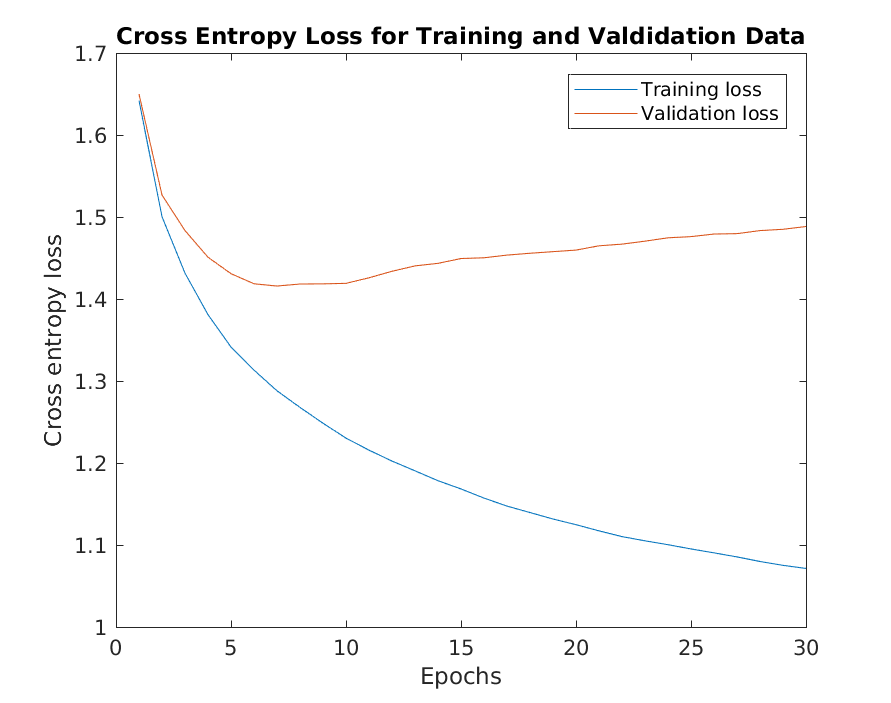 Cross Entropy Loss for Training and Valdidation Data
Training loss
Validation loss
Cross entropy loss
1.7
1.6
1.5
1.4
1.3
1.2
1.1
1
0 5 10 15 20 25 30
Epochs